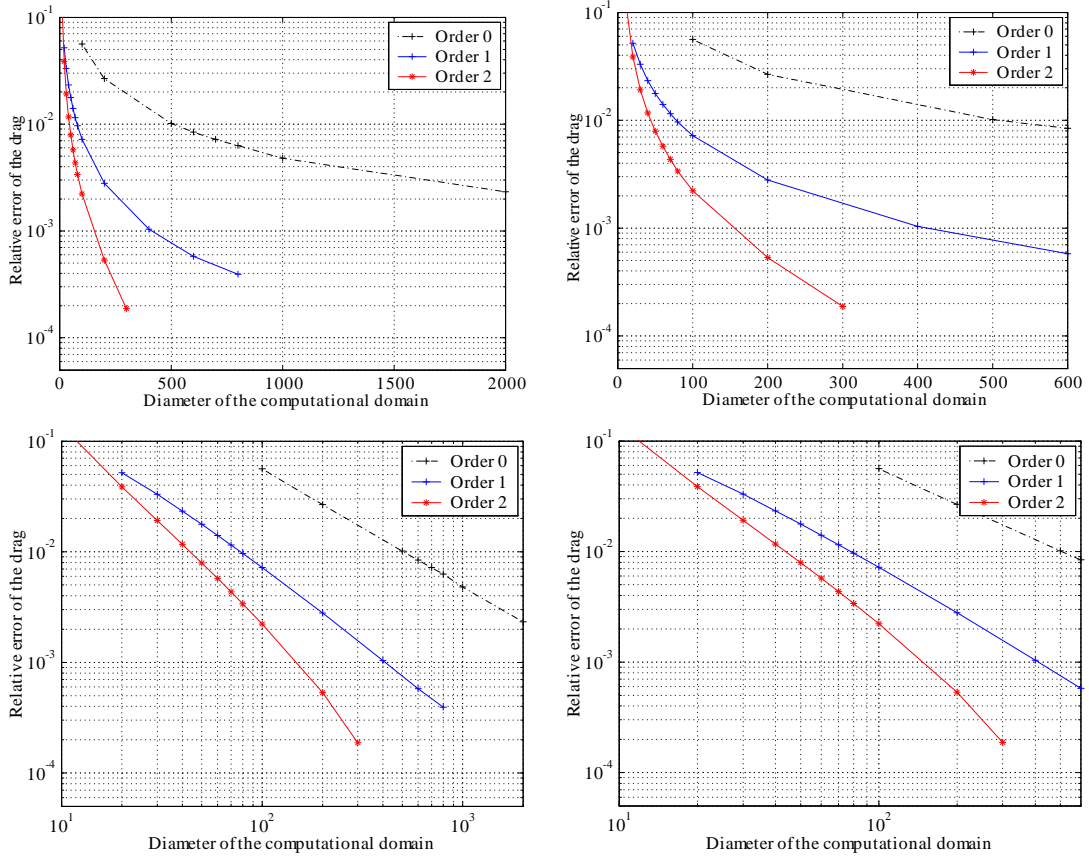 10^-1
10^-2
10^-3
10^-4
Relative error of the drag
Order 0
Order 1
Order 2
0 500 1000 1500 2000
Diameter of the computational domain
10^-1
10^-2
10^-3
10^-4
Relative error of the drag
Order 0
Order 1
Order 2
0 100 200 300 400 500 600
Diameter of the computational domain
10^-1
10^-2
10^-3
10^-4
Relative error of the drag
Order 0
Order 1
Order 2
10^1 10^2 10^3
Diameter of the computational domain
10^-1
10^-2
10^-3
10^-4
Relative error of the drag
Order 0
Order 1
Order 2
10^1 10^2
Diameter of the computational domain